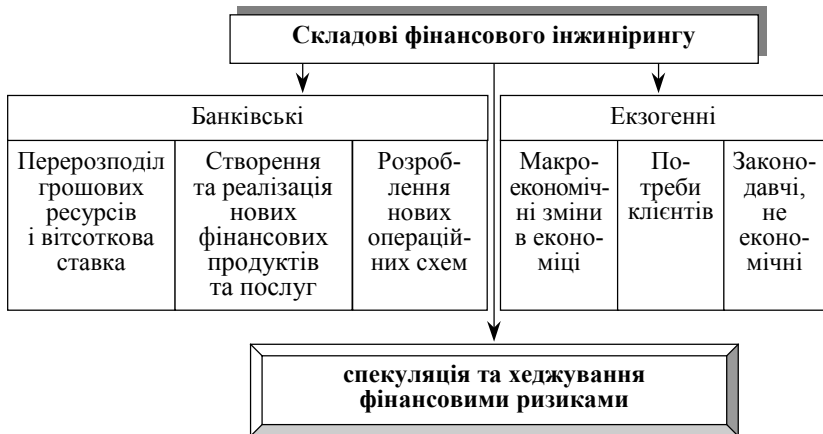 Складові фінансового інжинірингу
Банківські
Екзогенні
Перерозподіл
грошових
ресурсів
і вітсоткова
ставка
Створення
та реалізація
нових
фінансових
продуктів
та послуг
Розроб-
лення
нових
операцій-
них схем
Макро-
економіч-
ні зміни
в еконо-
міці
По-
треби
клієнтів
Законо-
давчі,
не
еконо-
мічні
спекуляція та хеджування
фінансовими ризиками